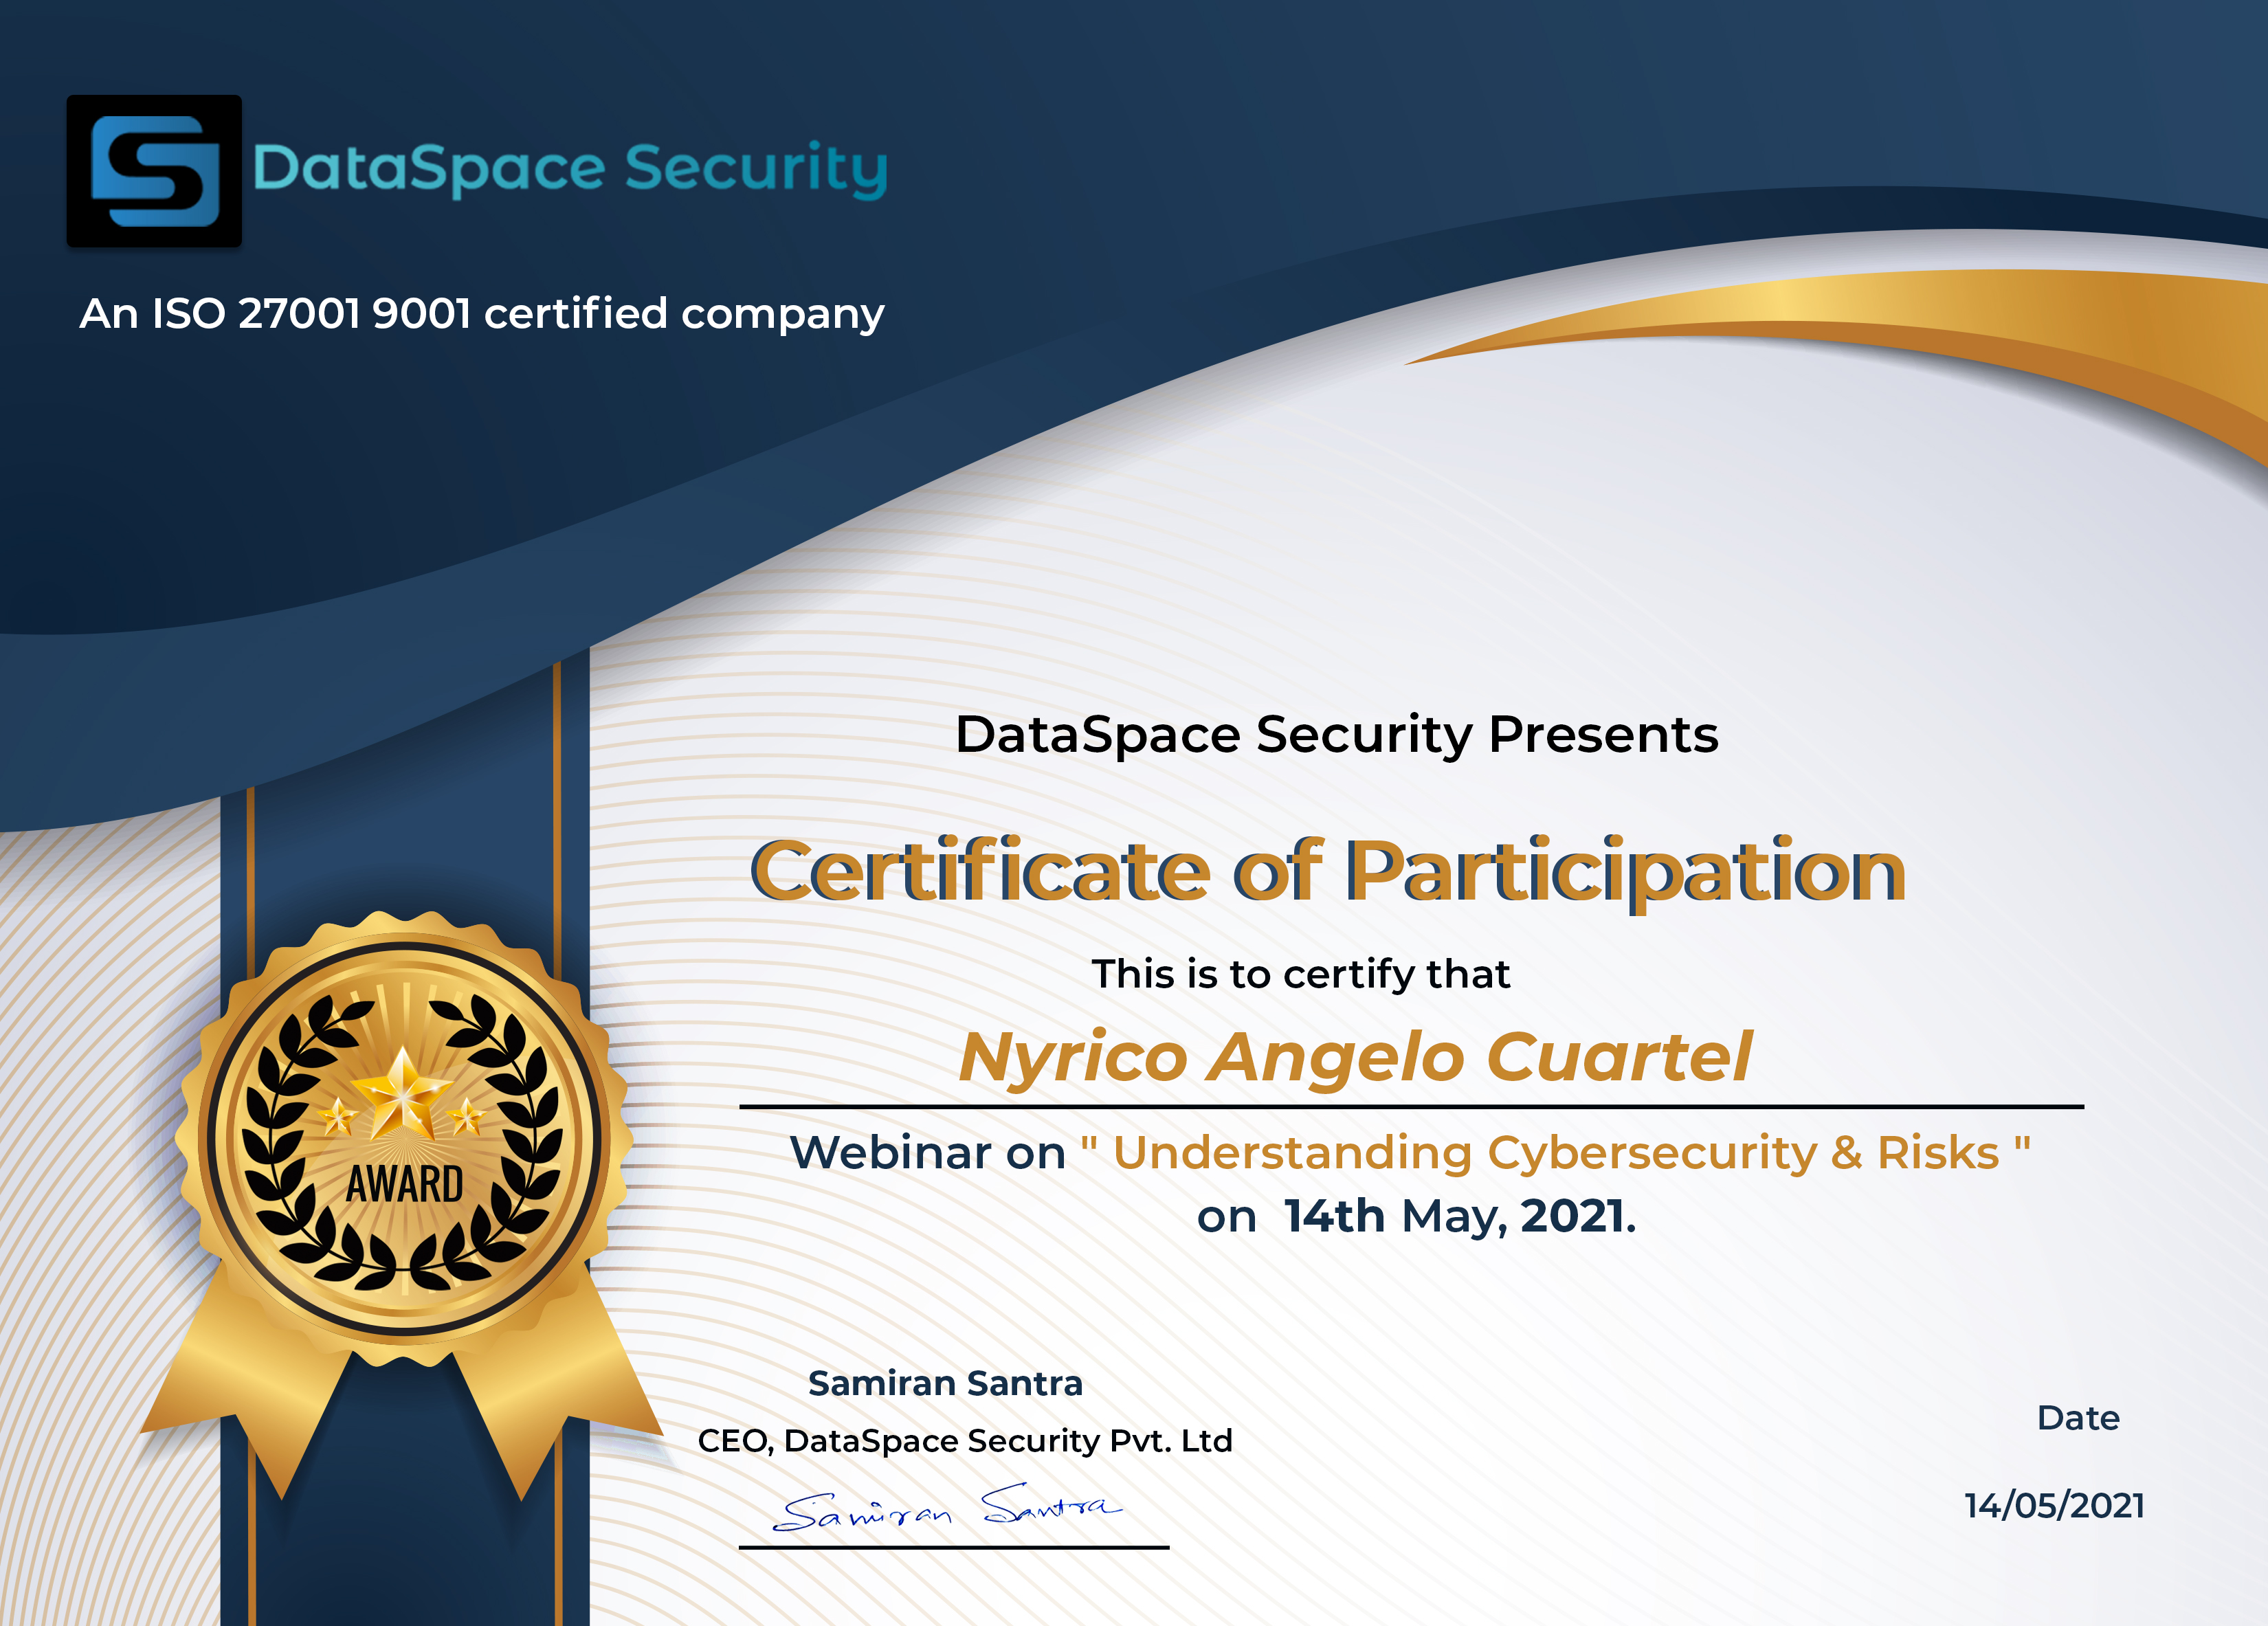 DataSpace Security
An ISO 27001 9001 certified company
DataSpace Security Presents
Certificate of Participation
This is to certify that
Nyrico Angelo Cuartel
Webinar on " Understanding Cybersecurity & Risks "
on 14th May, 2021.
AWARD
Samiran Santra
CEO, DataSpace Security Pvt. Ltd
Samiran Santra
Date
14/05/2021